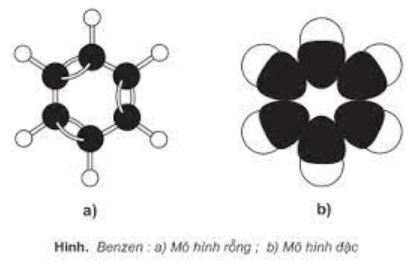 a)
b)
Hình. Benzen : a) Mô hình rỗng ; b) Mô hình đặc